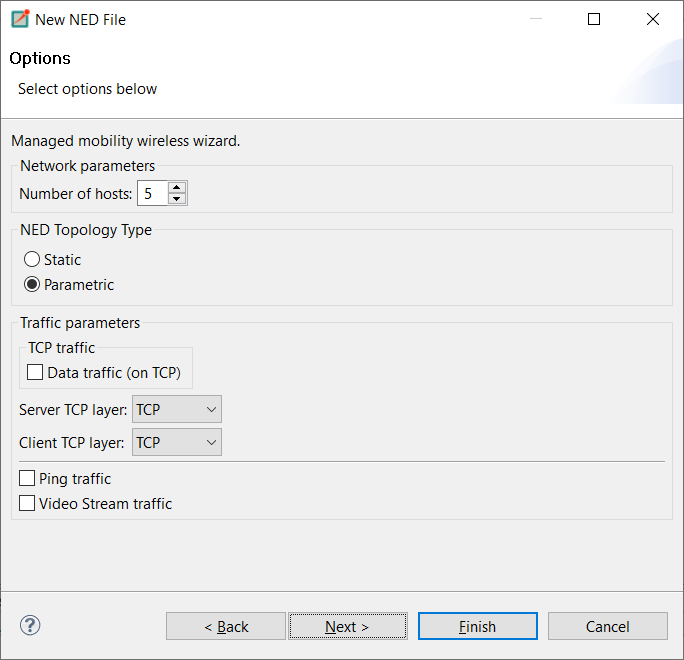 New NED File
Options
Select options below
Managed mobility wireless wizard.
Network parameters
Number of hosts: 5
NED Topology Type
Static
Parametric
Traffic parameters
TCP traffic
Data traffic (on TCP)
Server TCP layer: TCP
Client TCP layer: TCP
Ping traffic
Video Stream traffic
? < Back Next > Finish Cancel